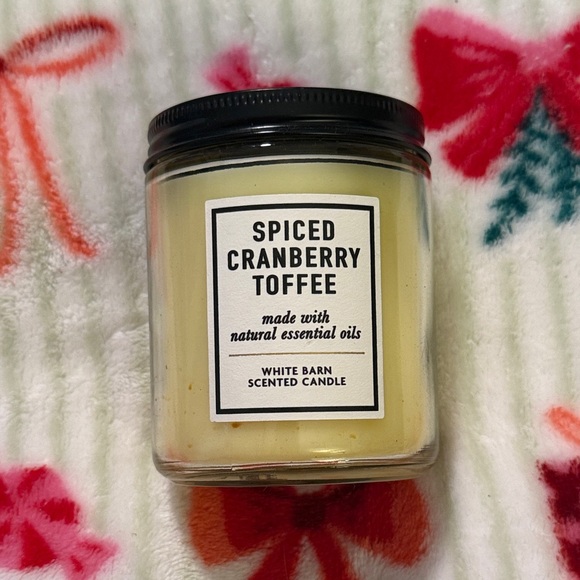 SPICED
CRANBERRY
TOFFEE
made with
natural essential oils
WHITE BARN
SCENTED CANDLE